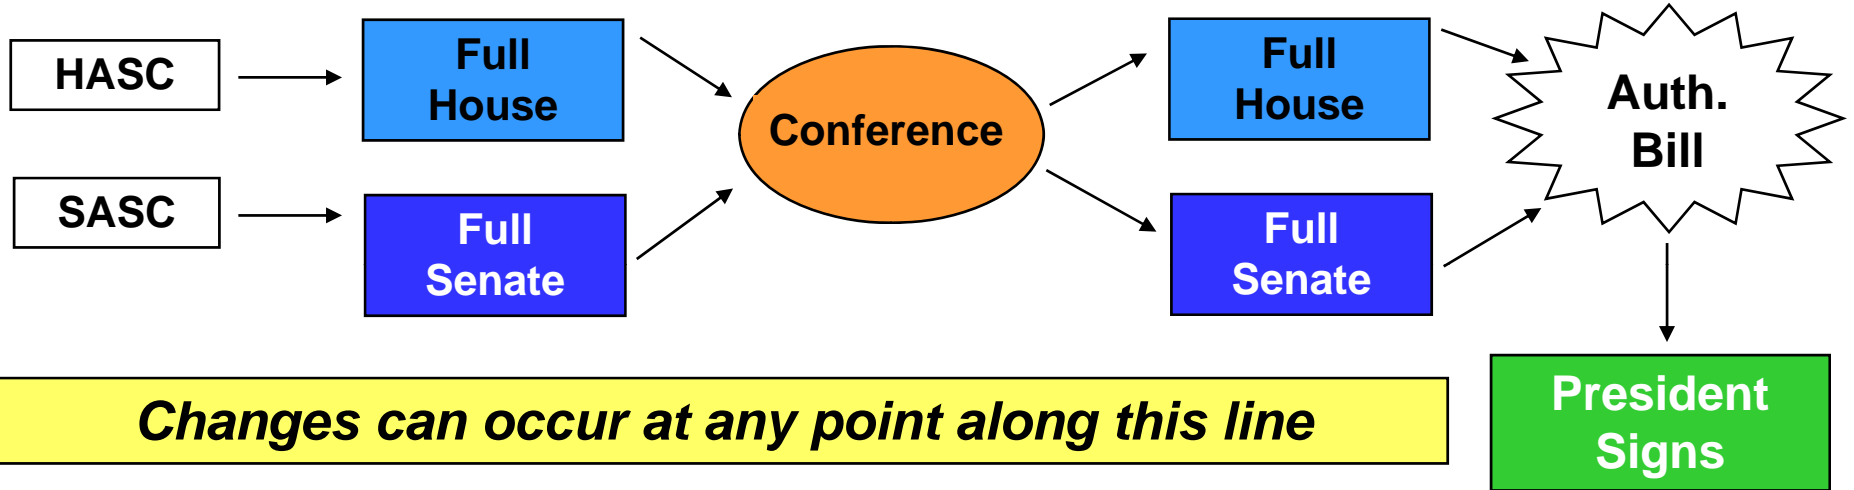 HASC
Full
House
Conference
Full
House
Auth.
Bill
SASC
Full
Senate
Full
Senate
Changes can occur at any point along this line
President
Signs